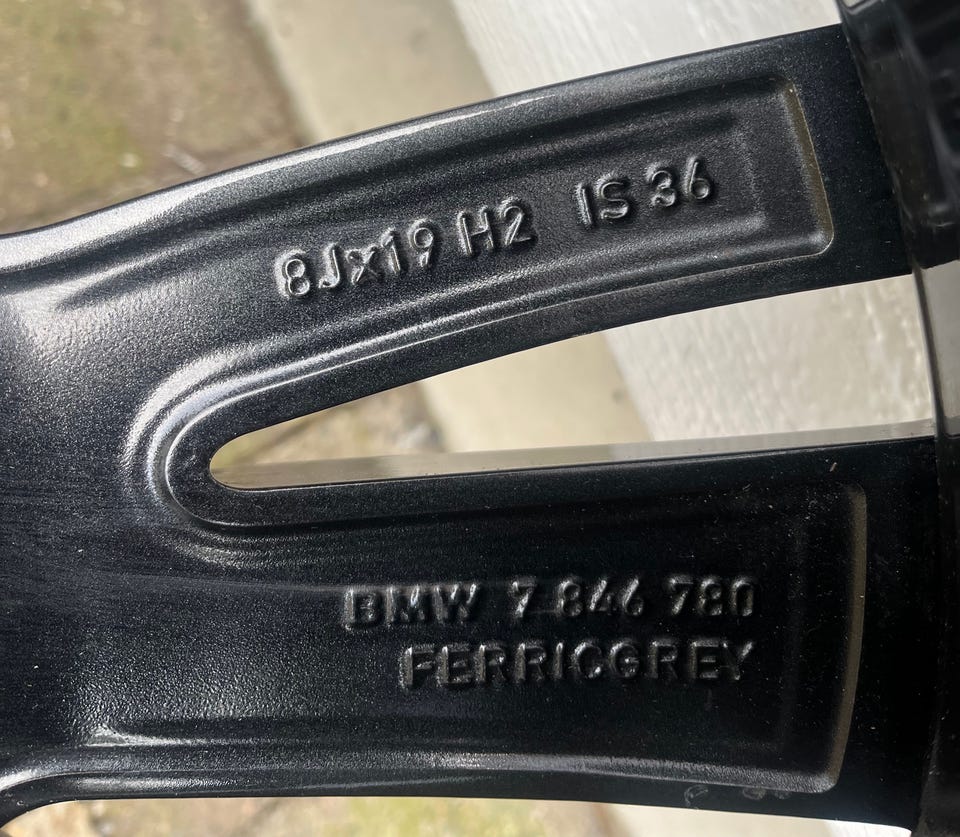 8Jx19 H2 IS 36
BMW 7 846 780
FERRICGREY